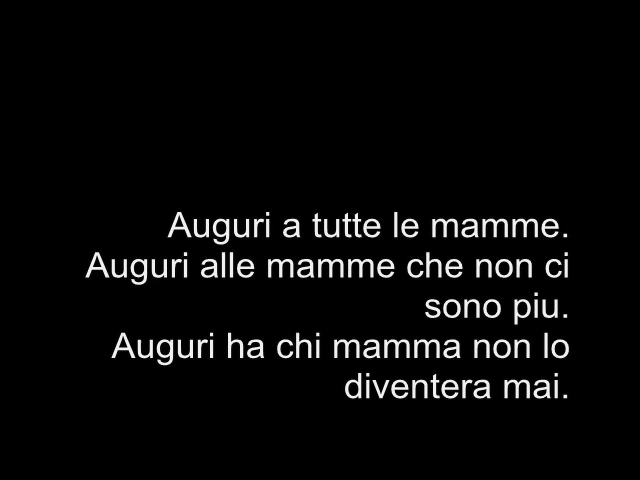 Auguri a tutte le mamme.
Auguri alle mamme che non ci
sono piu.
Auguri ha chi mamma non lo
diventera mai.